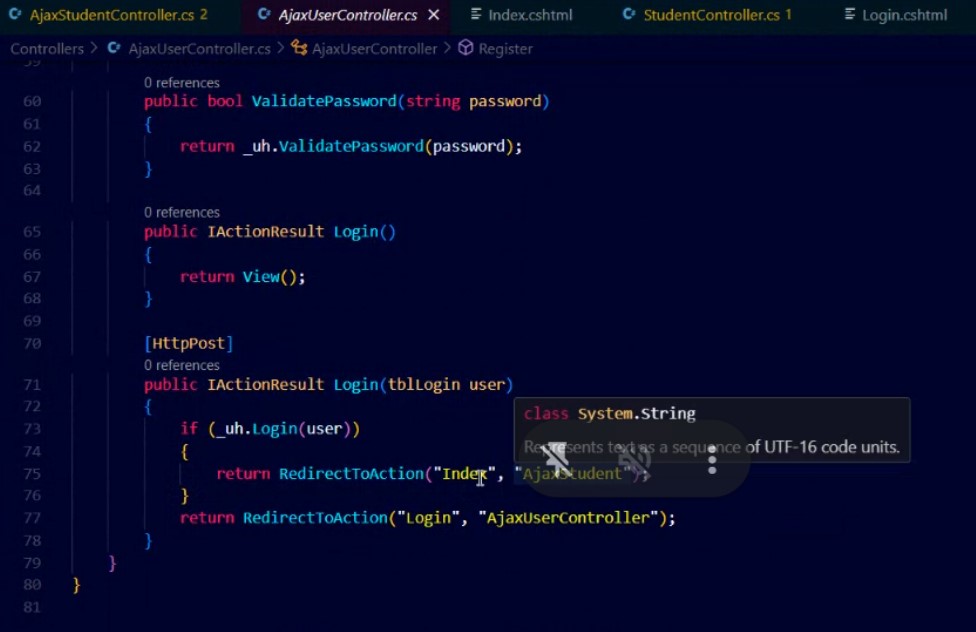 AjaxStudentController.cs 2 AjaxUserController.cs Index.cshtml StudentController.cs 1 Login.cshtml
Controllers > AjaxUserController.cs > AjaxUserController > Register
59
0 references
60 public bool ValidatePassword(string password)
61 {
62 return _uh.ValidatePassword(password);
63 }
64
0 references
65 public IActionResult Login()
66 {
67 return View();
68 }
69
70 [HttpPost]
0 references
71 public IActionResult Login(tblLogin user)
72 {
class System.String
73 if (_uh.Login(user))
Represents text as a sequence of UTF-16 code units.
74 {
75 return RedirectToAction("Index", "AjaxStudent");
76 }
77 return RedirectToAction("Login", "AjaxUserController");
78 }
79 }
80 }
81